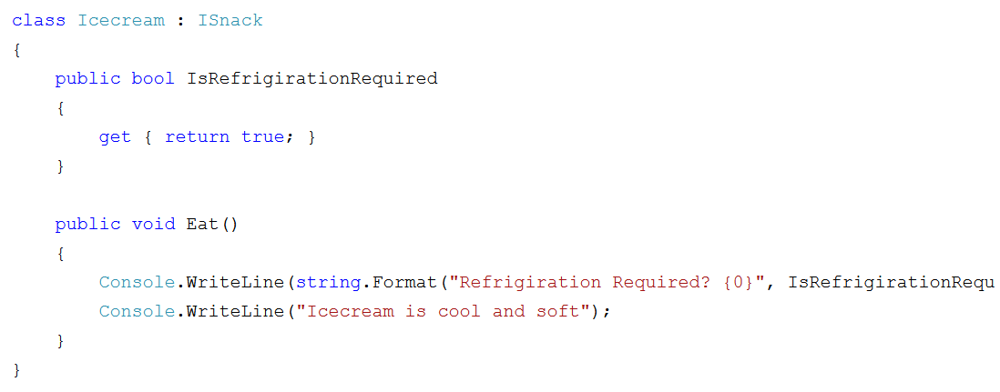 class Icecream : ISnack
{
    public bool IsRefrigirationRequired
    {
        get { return true; }
    }

    public void Eat()
    {
        Console.WriteLine(string.Format("Refrigiration Required? {0}", IsRefrigirationRequ
        Console.WriteLine("Icecream is cool and soft");
    }
}